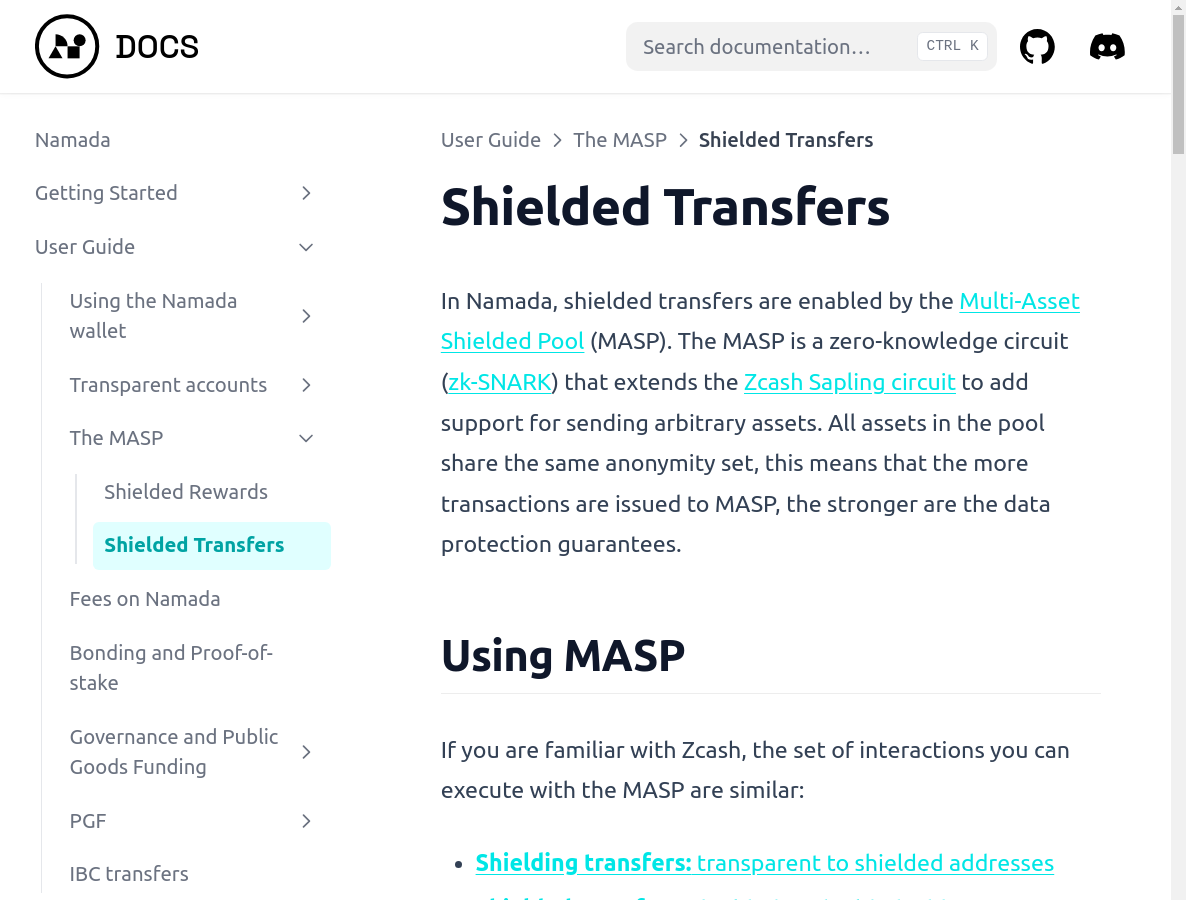 DOCS
Search documentation…
CTRL K
Namada
Getting Started
User Guide
Using the Namada
wallet
Transparent accounts
The MASP
Shielded Rewards
Shielded Transfers
Fees on Namada
Bonding and Proof-of-
stake
Governance and Public
Goods Funding
PGF
IBC transfers
User Guide > The MASP > Shielded Transfers
Shielded Transfers
In Namada, shielded transfers are enabled by the Multi-Asset
Shielded Pool (MASP). The MASP is a zero-knowledge circuit
(zk-SNARK) that extends the Zcash Sapling circuit to add
support for sending arbitrary assets. All assets in the pool
share the same anonymity set, this means that the more
transactions are issued to MASP, the stronger are the data
protection guarantees.
Using MASP
If you are familiar with Zcash, the set of interactions you can
execute with the MASP are similar:
• Shielding transfers: transparent to shielded addresses